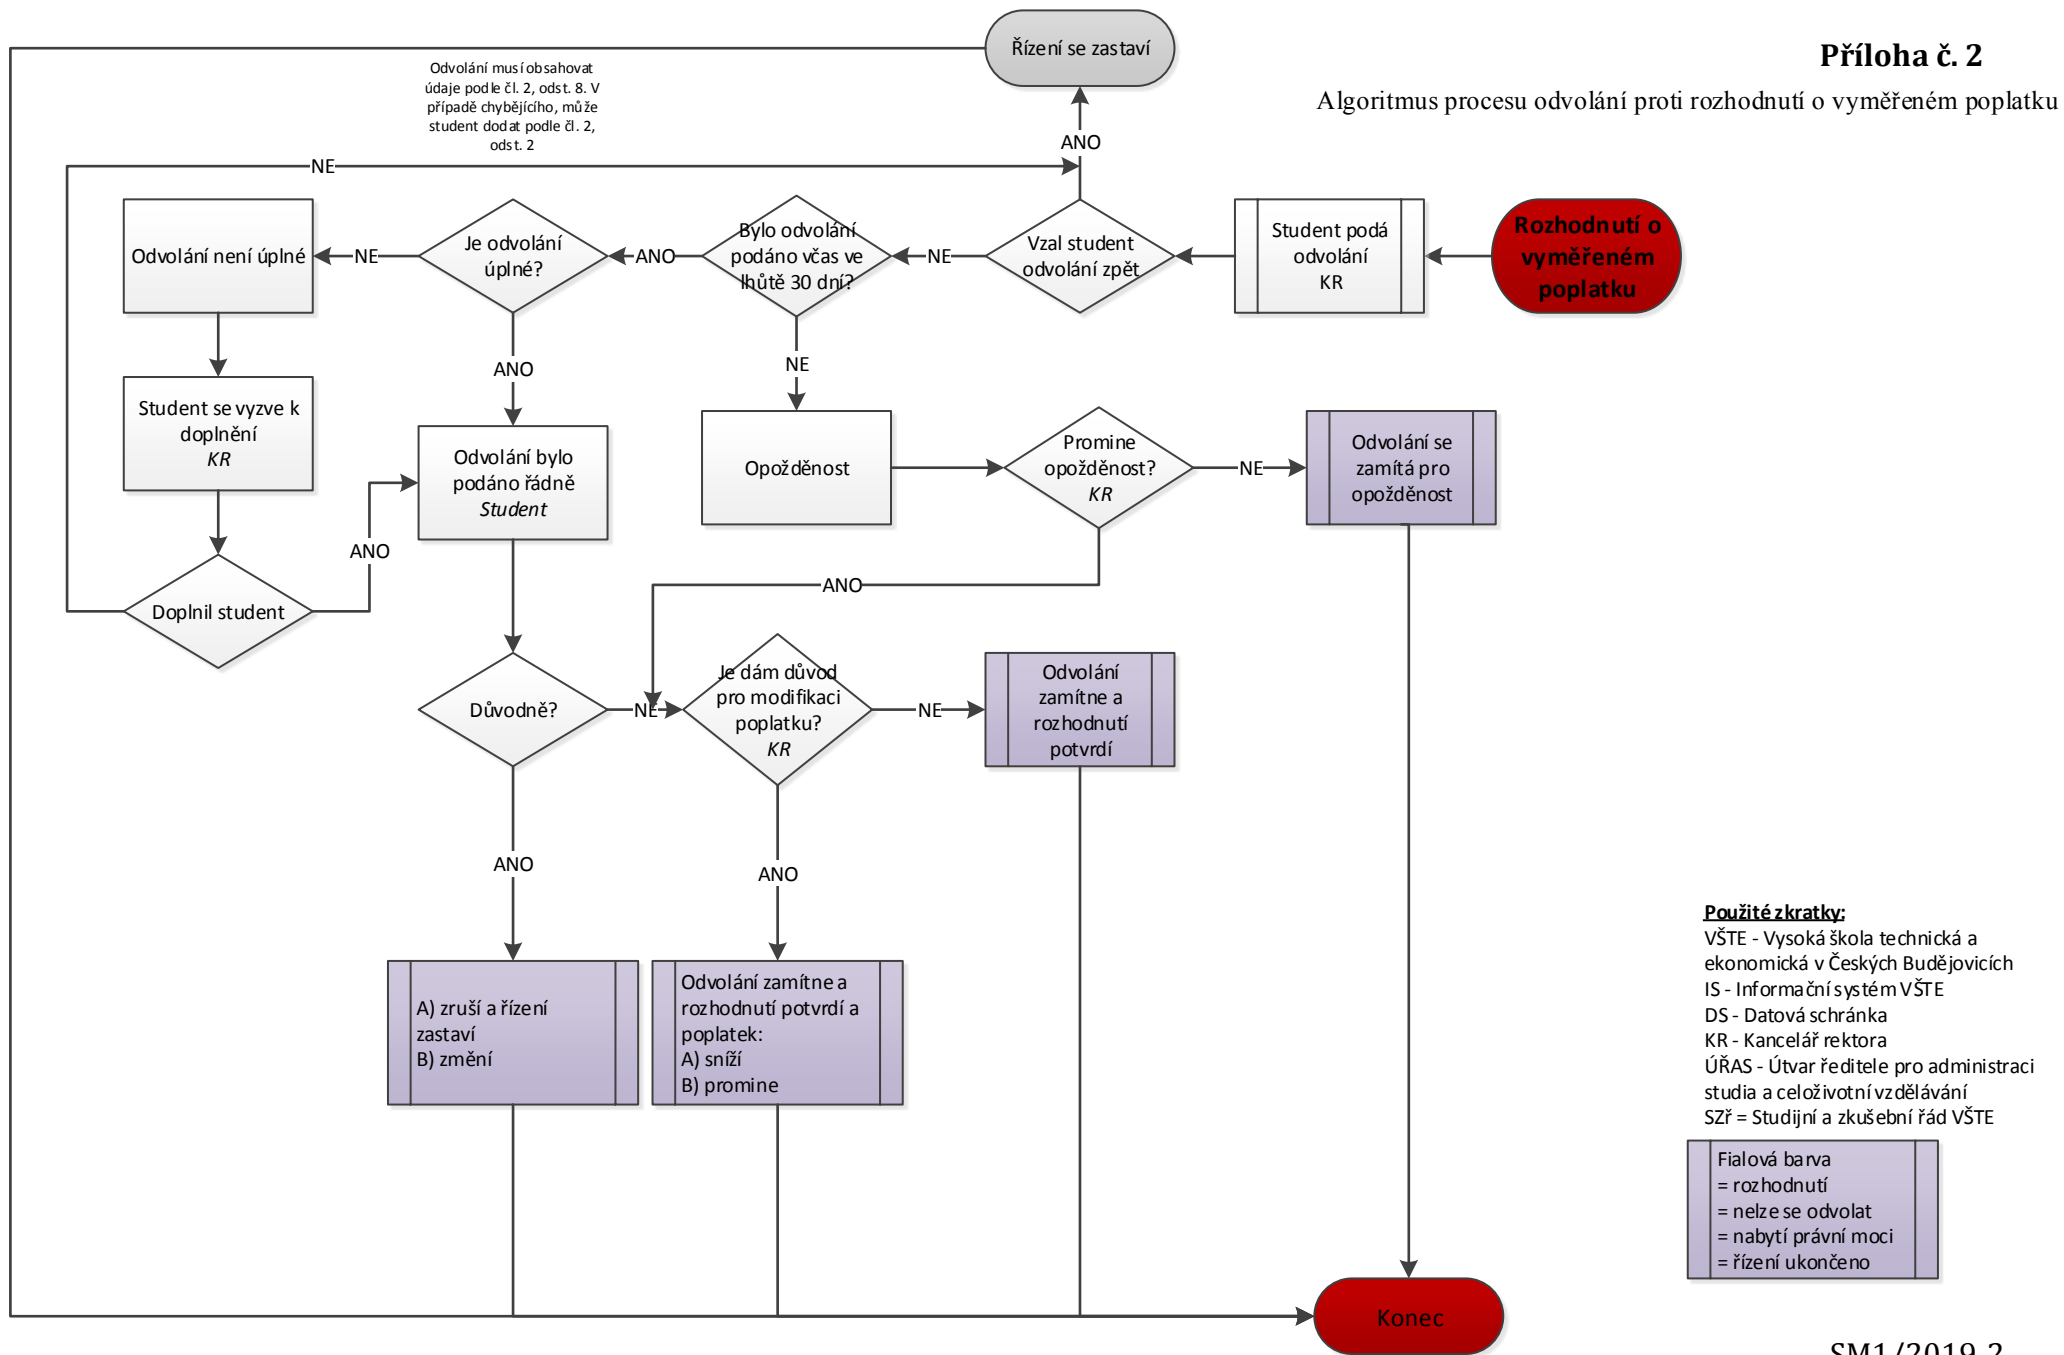 Příloha č. 2
Algoritmus procesu odvolání proti rozhodnutí o vyměřeném poplatku
Řízení se zastaví
Odvolání musí obsahovat
údaje podle čl. 2, odst. 8. V
případě chybějícího, může
student dodat podle čl. 2,
odst. 2
ANO
NE
Rozhodnutí o
vyměřeném
poplatku
Student podá
odvolání
KR
Vzal student
odvolání zpět
NE
Bylo odvolání
podáno včas ve
lhůtě 30 dní?
ANO
Je odvolání
úplné?
NE
Odvolání není úplné
ANO
NE
Student se vyzve k
doplnění
KR
Odvolání bylo
podáno řádně
Student
Opožděnost
Promine
opožděnost?
KR
NE
Odvolání se
zamítá pro
opožděnost
ANO
ANO
Doplnil student
Důvodně?
NE
Je dám důvod
pro modifikaci
poplatku?
KR
NE
Odvolání
zamítne a
rozhodnutí
potvrdí
ANO
ANO
A) zruší a řízení
zastaví
B) změní
Odvolání zamítne a
rozhodnutí potvrdí a
poplatek:
A) sníží
B) promine
Použité zkratky:
VŠTE - Vysoká škola technická a
ekonomická v Českých Budějovicích
IS - Informační systém VŠTE
DS - Datová schránka
KR - Kancelář rektora
ÚŘAS - Útvar ředitele pro administraci
studia a celoživotní vzdělávání
SZř = Studijní a zkušební řád VŠTE
Fialová barva
= rozhodnutí
= nelze se odvolat
= nabytí právní moci
= řízení ukončeno
Konec
SM1/2019-2